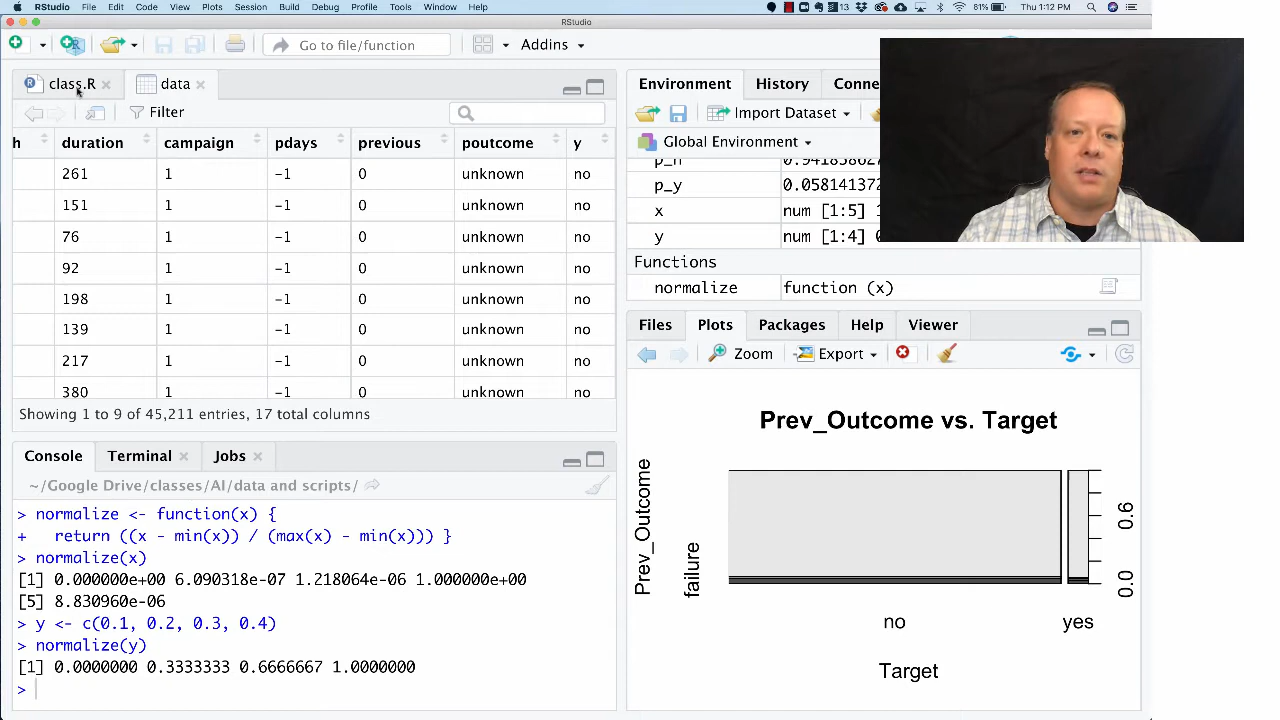 RStudio File Edit Code View Plots Session Build Debug Profile Tools Window Help
13 81% Thu 1:12 PM
RStudio
Go to file/function Addins
class.R data
Filter
h duration campaign pdays previous poutcome y
261 1 -1 0 unknown no
151 1 -1 0 unknown no
76 1 -1 0 unknown no
92 1 -1 0 unknown no
198 1 -1 0 unknown no
139 1 -1 0 unknown no
217 1 -1 0 unknown no
380 1 -1 0 unknown no
Showing 1 to 9 of 45,211 entries, 17 total columns
Console Terminal Jobs
~/Google Drive/classes/AI/data and scripts/
> normalize <- function(x) {
+ return ((x - min(x)) / (max(x) - min(x))) }
> normalize(x)
[1] 0.000000e+00 6.090318e-07 1.218064e-06 1.000000e+00
[5] 8.830960e-06
> y <- c(0.1, 0.2, 0.3, 0.4)
> normalize(y)
[1] 0.0000000 0.3333333 0.6666667 1.0000000
>
Environment History Conne
Import Dataset
Global Environment
p_y 0.058141372
x num [1:5] 1
y num [1:4] 0
Functions
normalize function (x)
Files Plots Packages Help Viewer
Zoom Export
Prev_Outcome vs. Target
Prev_Outcome
failure
0.6
0.0
no yes
Target